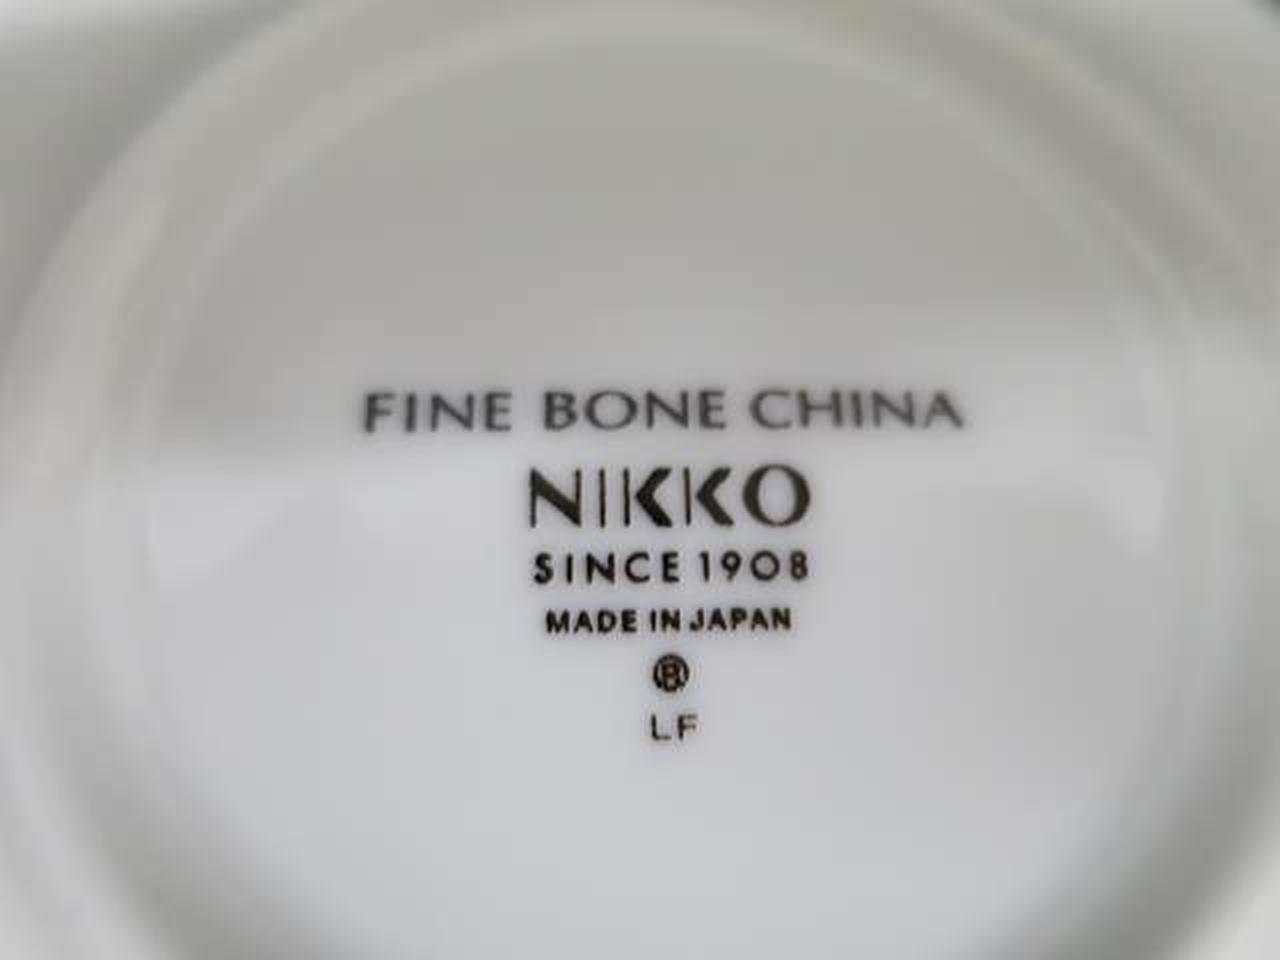 FINE BONE CHINA
NIKKO
SINCE 1908
MADE IN JAPAN
®
LF